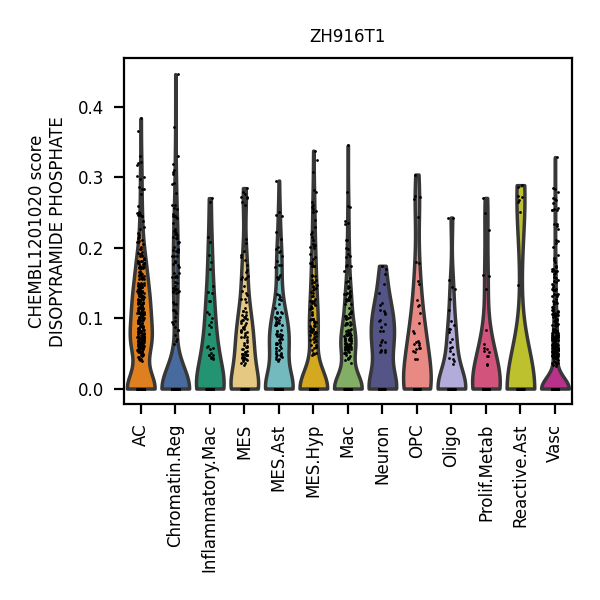 ZH916T1
CHEMBL1201020 score
DISOPYRAMIDE PHOSPHATE
0.4
0.3
0.2
0.1
0.0
AC
Chromatin.Reg
Inflammatory.Mac
MES
MES.Ast
MES.Hyp
Mac
Neuron
OPC
Oligo
Prolif.Metab
Reactive.Ast
Vasc